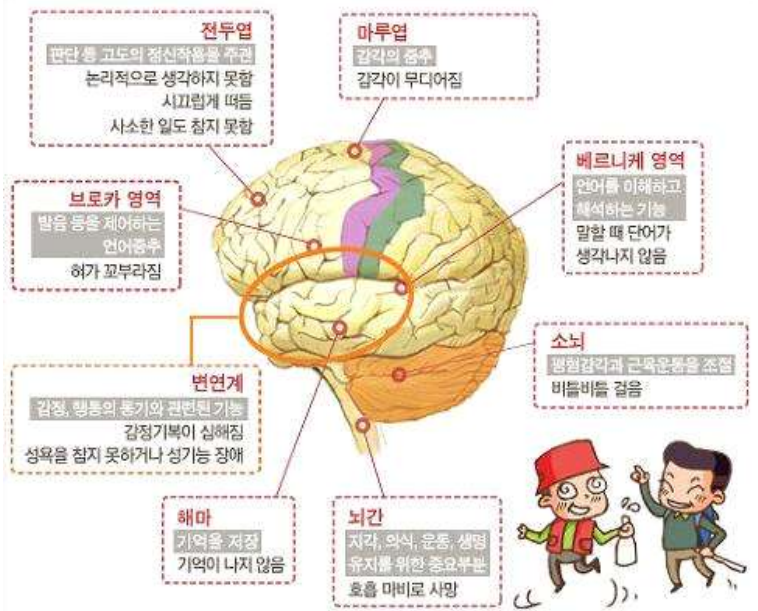 전두엽
판단 등 고도의 정신작용을 주관
논리적으로 생각하지 못함
시끄럽게 떠듬
사소한 일도 참지 못함
마루엽
감각의 중추
감각이 무디어짐
베르니케 영역
언어를 이해하고
해석하는 기능
말할 때 단어가
생각나지 않음
브로카 영역
발음 등을 제어하는
언어중추
혀가 꼬부라짐
소뇌
평형감각과 근육운동을 조절
비틀비틀 걸음
변연계
감정, 행동의 동기와 관련된 기능
감정기복이 심해짐
성욕을 참지 못하거나 성기능 장애
해마
기억을 저장
기억이 나지 않음
뇌간
지각, 의식, 운동, 생명
유지를 위한 중요부분
호흡 마비로 사망